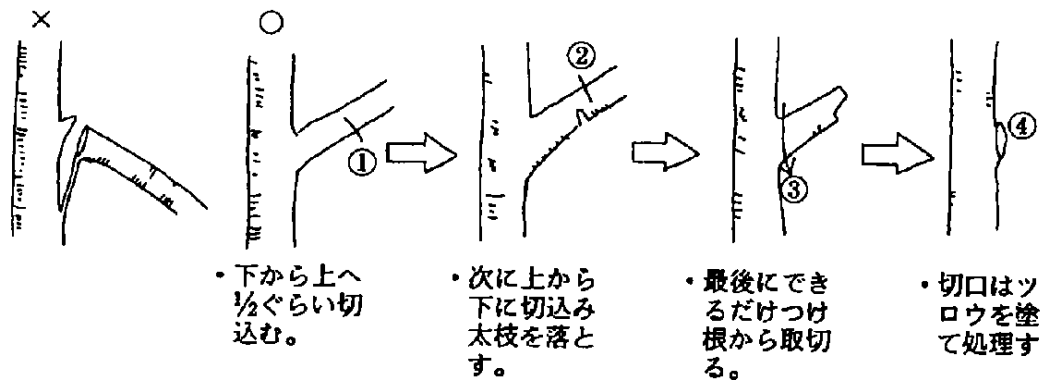 ×
○
①
②
③
④
・下から上へ
½ぐらい切
込む。
・次に上から
下に切込み
太枝を落と
す。
・最後にでき
るだけつけ
根から取切
る。
・切口はツ
ロウを塗
て処理す